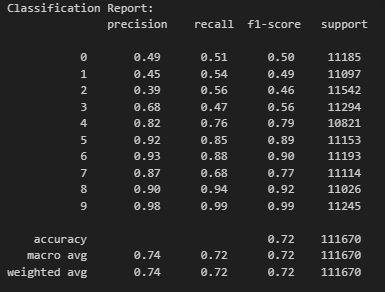 Classification Report:
precision recall f1-score support
0 0.49 0.51 0.50 11185
1 0.45 0.54 0.49 11097
2 0.39 0.56 0.46 11542
3 0.68 0.47 0.56 11294
4 0.82 0.76 0.79 10821
5 0.92 0.85 0.89 11153
6 0.93 0.88 0.90 11193
7 0.87 0.68 0.77 11114
8 0.90 0.94 0.92 11026
9 0.98 0.99 0.99 11245
accuracy 0.72 111670
macro avg 0.74 0.72 0.72 111670
weighted avg 0.74 0.72 0.72 111670